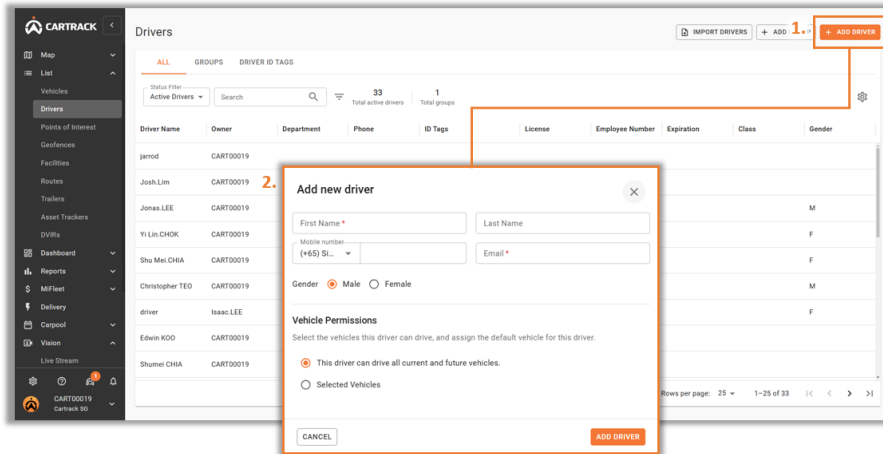 CARTRACK
Map
List
Vehicles
Drivers
Points of Interest
Geofences
Facilities
Routes
Trailers
Asset Trackers
DVIRs
Dashboard
Reports
MiFleet
Delivery
Carpool
Vision
Live Stream
1
CART00019
Cartrack SG
Drivers
IMPORT DRIVERS
+ ADD
1.
+ ADD DRIVER
ALL GROUPS DRIVER ID TAGS
Status Filter
Active Drivers
Search
33
Total active drivers
1
Total groups
Driver Name Owner Department Phone ID Tags License Employee Number Expiration Class Gender
jarrod CART00019
Josh.Lim CART00019
Jonas.LEE CART00019 M
Yi Lin.CHOK CART00019 F
Shu Mei.CHIA CART00019 F
Christopher TEO CART00019 M
driver Isaac.LEE F
Edwin KOO CART00019
Shumei CHIA CART00019
Rows per page: 25 1–25 of 33
2.
Add new driver
First Name *
Last Name
Mobile number
(+65) Si...
Email *
Gender Male Female
Vehicle Permissions
Select the vehicles this driver can drive, and assign the default vehicle for this driver.
This driver can drive all current and future vehicles.
Selected Vehicles
CANCEL
ADD DRIVER